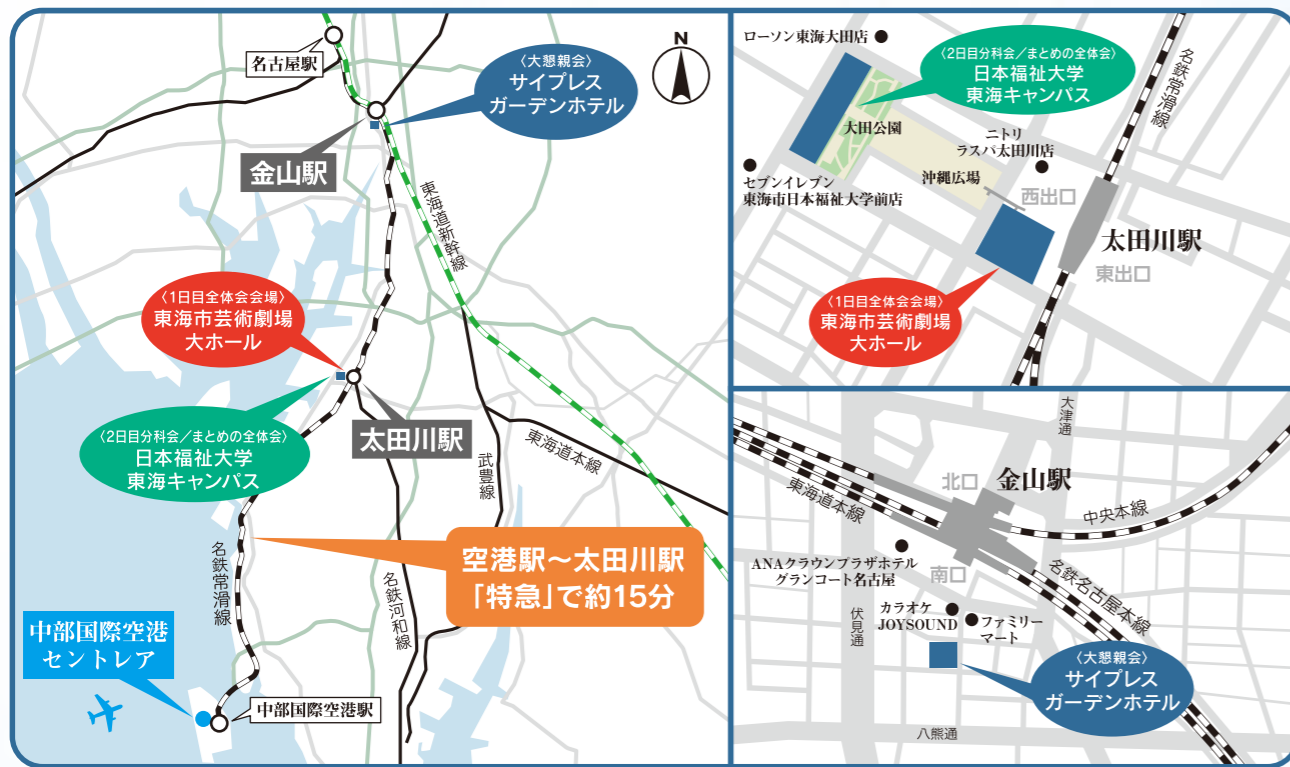 名古屋駅
〈大懇親会〉
サイプレス
ガーデンホテル
N
金山駅
東海道新幹線
〈1日目全体会会場〉
東海市芸術劇場
大ホール
太田川駅
〈2日目分科会/まとめの全体会〉
日本福祉大学
東海キャンパス
武豊線
東海道本線
名鉄常滑線
空港駅～太田川駅
「特急」で約15分
名鉄河和線
中部国際空港
セントレア
中部国際空港駅
ローソン東海大田店
〈2日目分科会/まとめの全体会〉
日本福祉大学
東海キャンパス
名鉄常滑線
大田公園
ニトリ
ラスパ太田川店
セブンイレブン
東海市日本福祉大学前店
沖縄広場
西出口
太田川駅
東出口
〈1日目全体会会場〉
東海市芸術劇場
大ホール
大津通
北口
金山駅
東海道本線
中央本線
ANAクラウンプラザホテル
グランコート名古屋
南口
名鉄名古屋本線
伏見通
カラオケ
JOYSOUND
ファミリー
マート
〈大懇親会〉
サイプレス
ガーデンホテル
八熊通